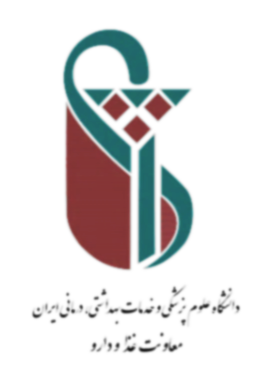 دانشگاه علوم پزشکی و خدمات بهداشتی، درمانی ایران
معاونت غذا و دارو